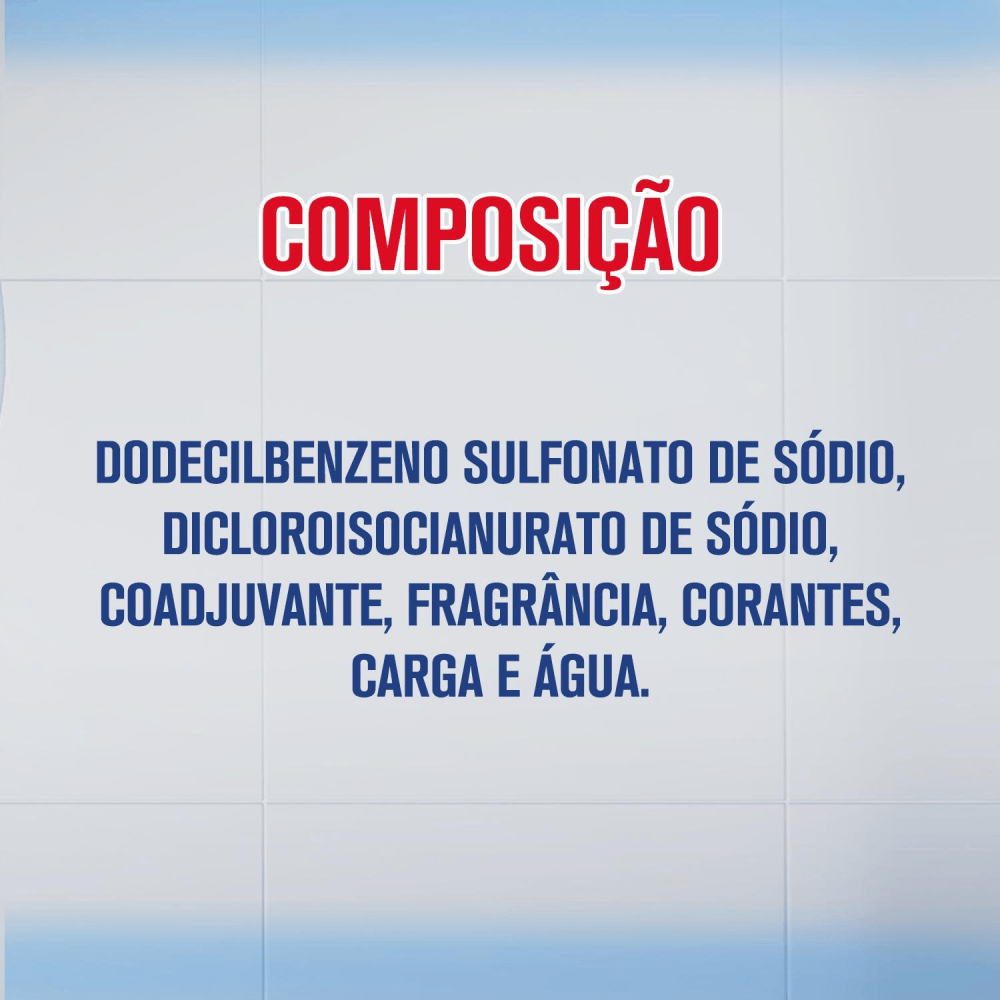 COMPOSIÇÃO
DODECILBENZENO SULFONATO DE SÓDIO,
DICLOROISOCIANURATO DE SÓDIO,
COADJUVANTE, FRAGRÂNCIA, CORANTES,
CARGA E ÁGUA.